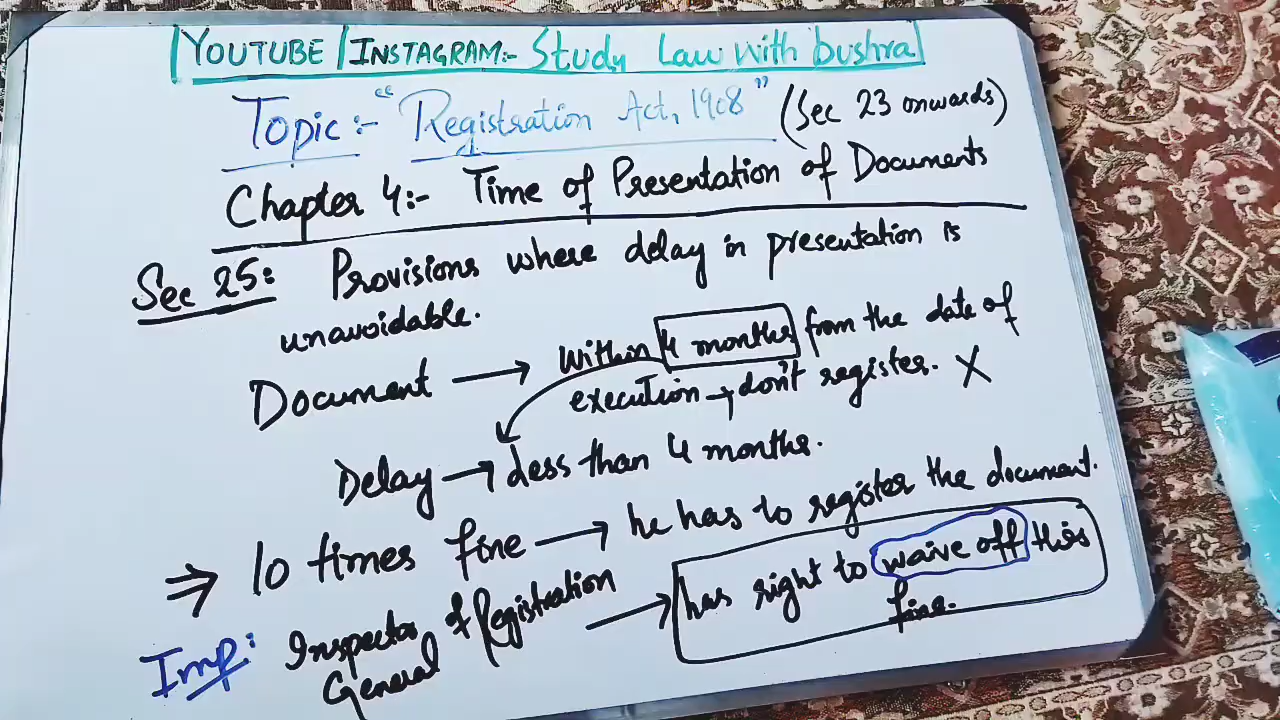 YOUTUBE / INSTAGRAM:- Study Law with bushra
Topic:- "Registration Act, 1908" (Sec 23 onwards)
Chapter 4:- Time of Presentation of Documents
Sec 25: Provisions where delay in presentation is
unavoidable.
Document → Within 4 months from the date of
execution → don't register. X
Delay → Less than 4 months.
⇒ 10 times fine → he has to register the document.
Imp: Inspector of Registration → has right to waive off this
General
fine.